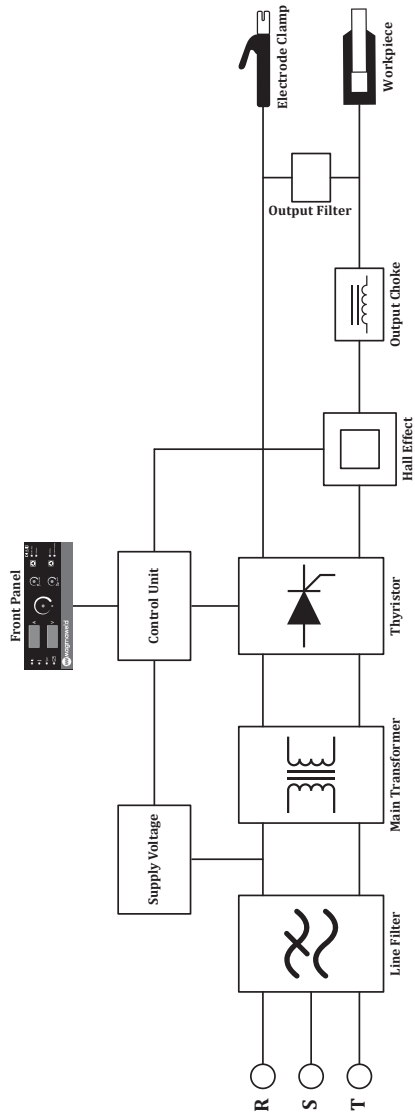 Front Panel
magmaweld
Electrode Clamp
Supply Voltage
Control Unit
Output Filter
Workpiece
R
S
T
Line Filter
Main Transformer
Thyristor
Hall Effect
Output Choke